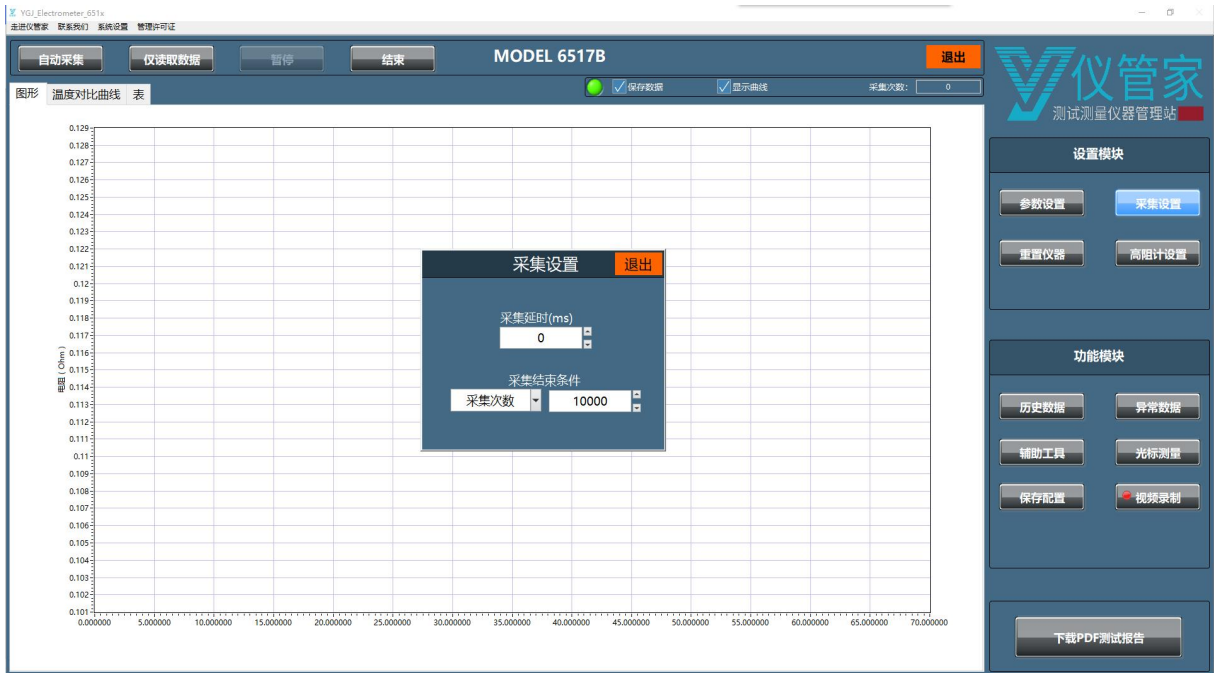 YGJ_Electrometer_651x
走进仪管家 联系我们 系统设置 管理许可证
自动采集 仅读取数据 暂停 结束 MODEL 6517B 退出
保存数据 显示曲线 采集次数: 0
图形 温度对比曲线 表
仪管家
测试测量仪器管理站
设置模块
参数设置 采集设置
重置仪器 高阻计设置
功能模块
历史数据 异常数据
辅助工具 光标测量
保存配置 视频录制
下载PDF测试报告
采集设置 退出
采集延时(ms)
0
采集结束条件
采集次数 10000
电阻 ( Ohm )
0.129
0.128
0.127
0.126
0.125
0.124
0.123
0.122
0.121
0.12
0.119
0.118
0.117
0.116
0.115
0.114
0.113
0.112
0.111
0.11
0.109
0.108
0.107
0.106
0.105
0.104
0.103
0.102
0.101
0.000000 5.000000 10.000000 15.000000 20.000000 25.000000 30.000000 35.000000 40.000000 45.000000 50.000000 55.000000 60.000000 65.000000 70.000000